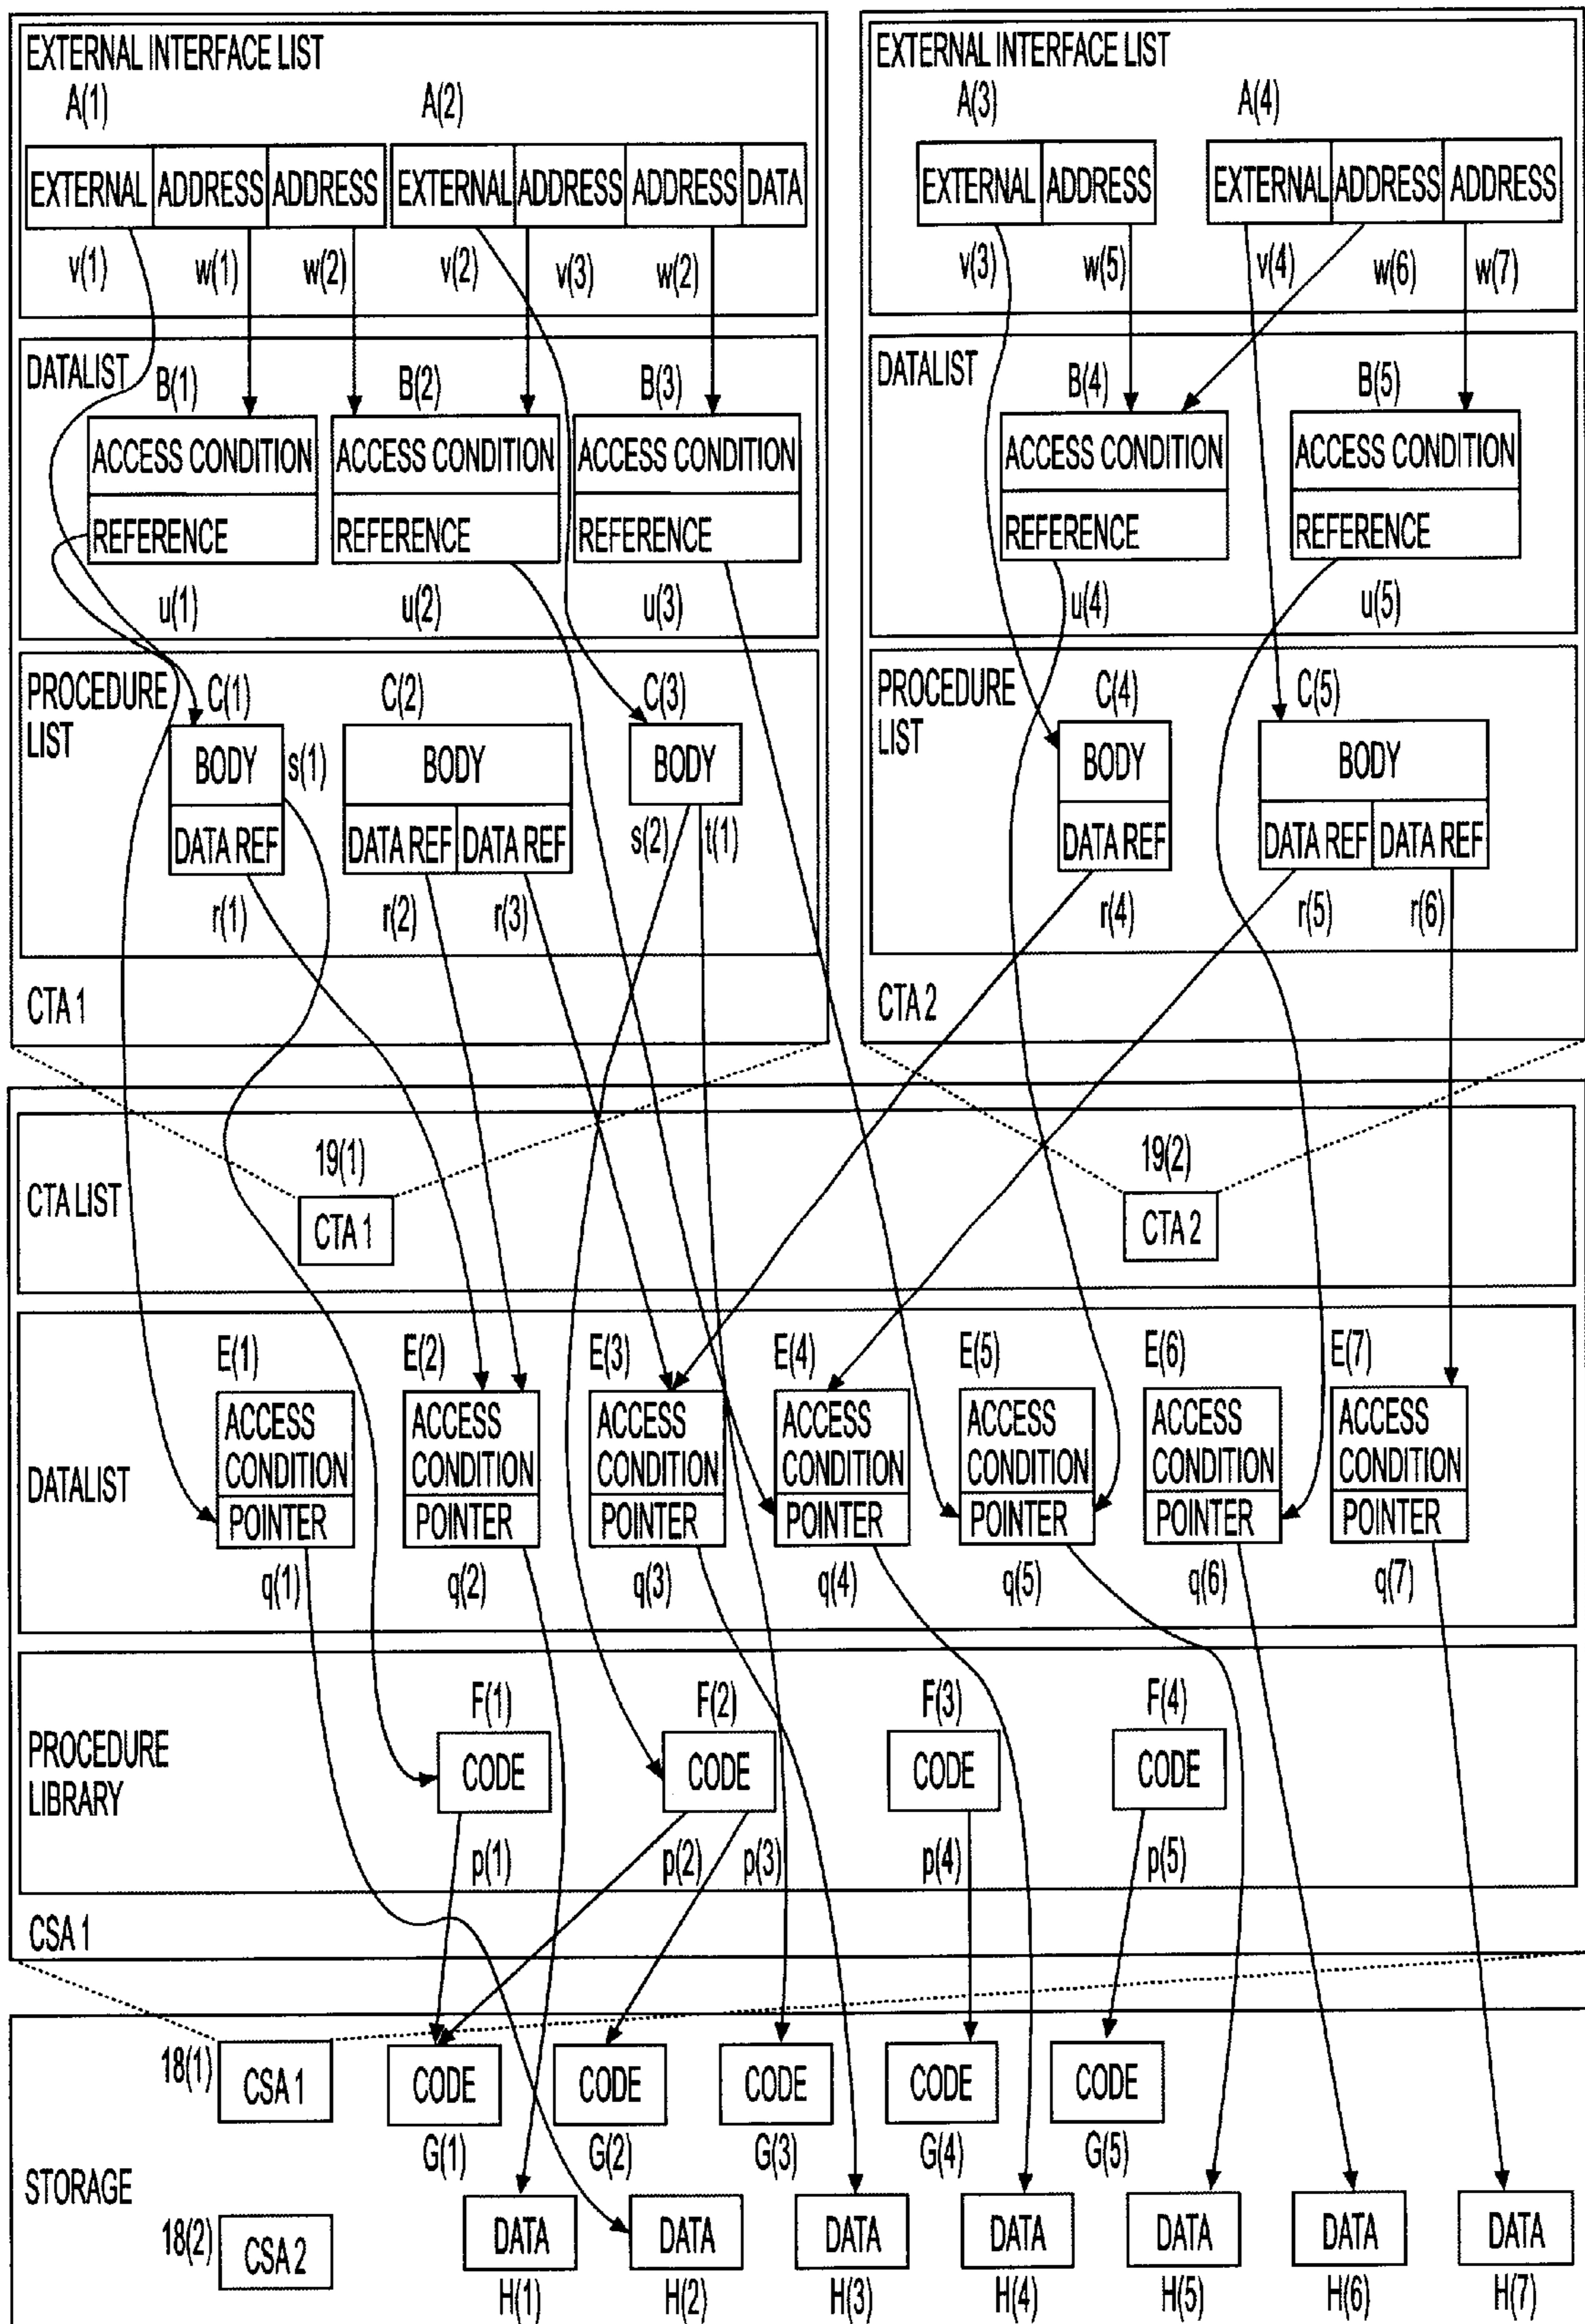 EXTERNAL INTERFACE LIST
A(1) A(2)
EXTERNAL ADDRESS ADDRESS EXTERNAL ADDRESS ADDRESS DATA
v(1) w(1) w(2) v(2) v(3) w(2)
DATALIST
B(1) B(2) B(3)
ACCESS CONDITION ACCESS CONDITION ACCESS CONDITION
REFERENCE REFERENCE REFERENCE
u(1) u(2) u(3)
PROCEDURE
LIST
C(1) C(2) C(3)
BODY s(1) BODY BODY
DATA REF DATA REF DATA REF s(2) t(1)
r(1) r(2) r(3)
CTA 1
EXTERNAL INTERFACE LIST
A(3) A(4)
EXTERNAL ADDRESS EXTERNAL ADDRESS ADDRESS
v(3) w(5) v(4) w(6) w(7)
DATALIST
B(4) B(5)
ACCESS CONDITION ACCESS CONDITION
REFERENCE REFERENCE
u(4) u(5)
PROCEDURE
LIST
C(4) C(5)
BODY BODY
DATA REF DATA REF DATA REF
r(4) r(5) r(6)
CTA 2
CTA LIST
19(1) 19(2)
CTA 1 CTA 2
DATALIST
E(1) E(2) E(3) E(4) E(5) E(6) E(7)
ACCESS ACCESS ACCESS ACCESS ACCESS ACCESS ACCESS
CONDITION CONDITION CONDITION CONDITION CONDITION CONDITION CONDITION
POINTER POINTER POINTER POINTER POINTER POINTER POINTER
q(1) q(2) q(3) q(4) q(5) q(6) q(7)
PROCEDURE
LIBRARY
F(1) F(2) F(3) F(4)
CODE CODE CODE CODE
p(1) p(2) p(3) p(4) p(5)
CSA 1
STORAGE
18(1) CSA 1 CODE CODE CODE CODE CODE
G(1) G(2) G(3) G(4) G(5)
18(2) CSA 2 DATA DATA DATA DATA DATA DATA DATA
H(1) H(2) H(3) H(4) H(5) H(6) H(7)